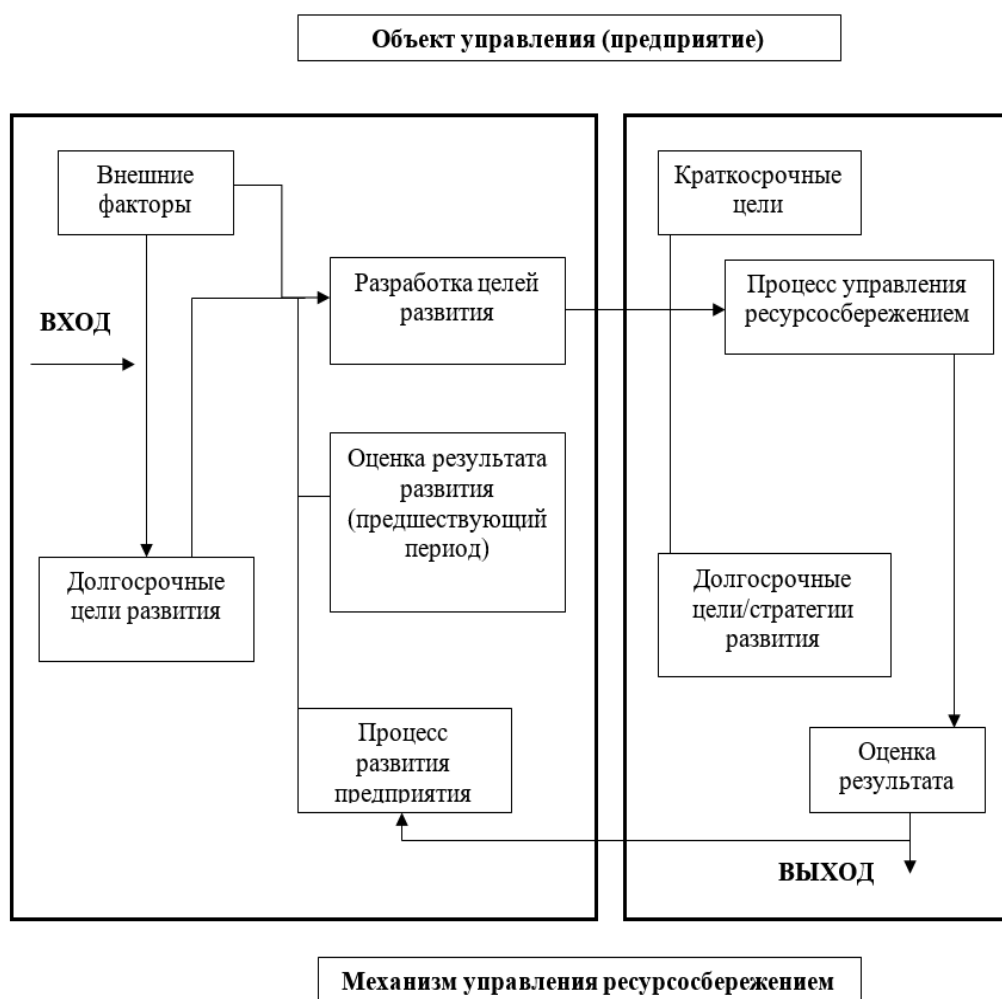 Объект управления (предприятие)
Внешние
факторы
Краткосрочные
цели
Разработка целей
развития
Процесс управления
ресурсосбережением
ВХОД
Оценка результата
развития
(предшествующий
период)
Долгосрочные
цели развития
Долгосрочные
цели/стратегии
развития
Процесс
развития
предприятия
Оценка
результата
ВЫХОД
Механизм управления ресурсосбережением